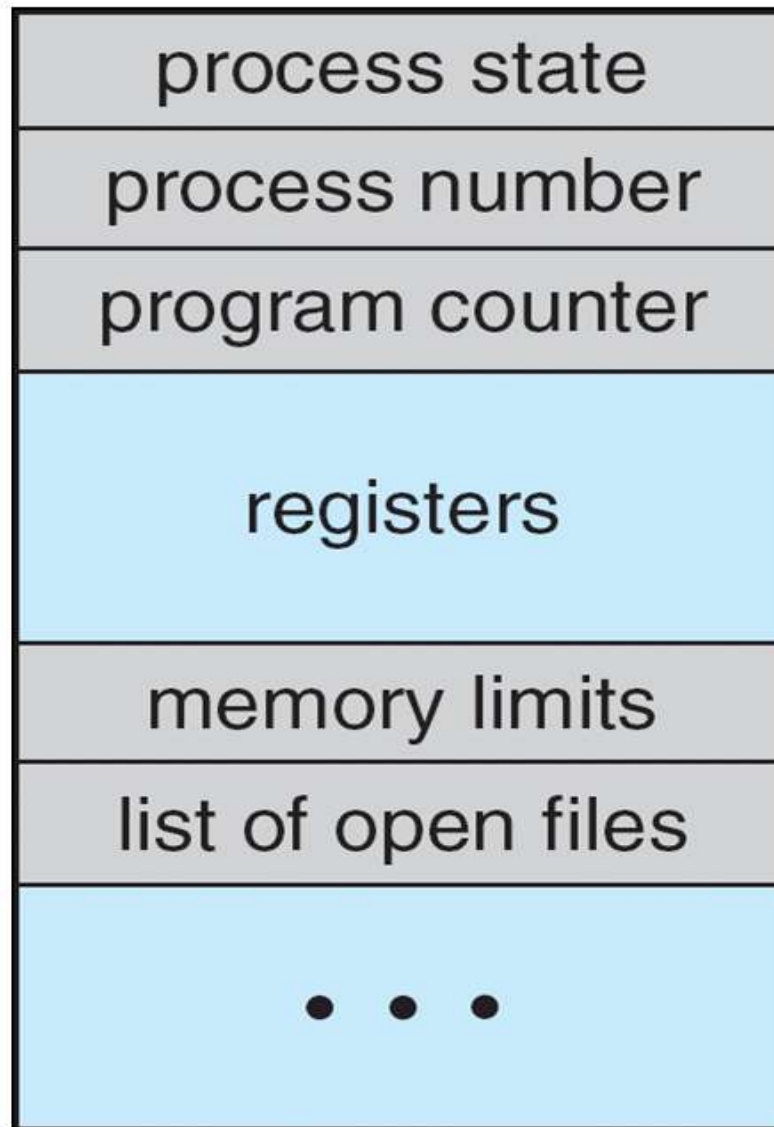 process state
process number
program counter
registers
memory limits
list of open files
• • •